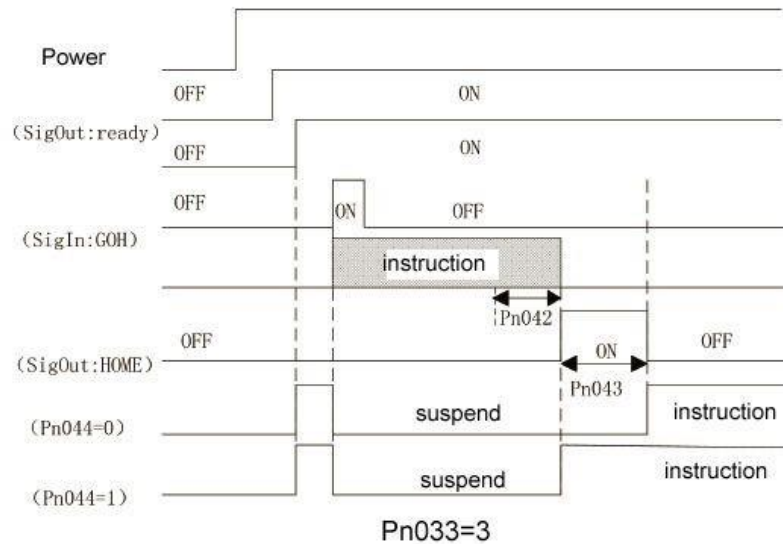 Power
OFF ON
(SigOut:ready)
OFF ON
OFF ON OFF
(SigIn:GOH)
instruction
Pn042
OFF ON OFF
(SigOut:HOME)
Pn043
(Pn044=0) suspend instruction
(Pn044=1) suspend instruction
Pn033=3